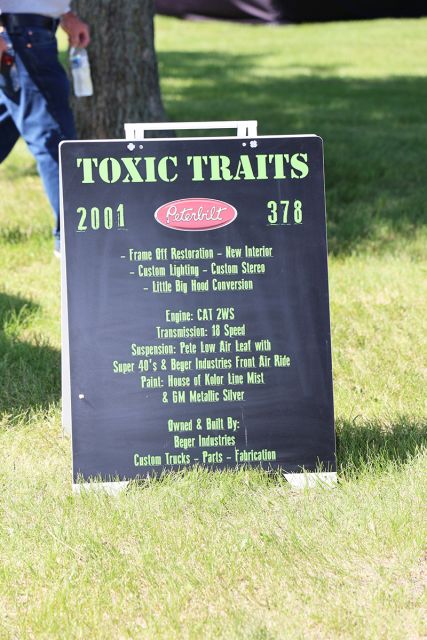 TOXIC TRAITS
2001 Peterbilt 378
- Frame Off Restoration - New Interior
- Custom Lighting - Custom Stereo
- Little Big Hood Conversion
Engine: CAT 2WS
Transmission: 18 Speed
Suspension: Pete Low Air Leaf with
Super 40's & Beger Industries Front Air Ride
Paint: House of Kolor Lime Mist
& GM Metallic Silver
Owned & Built By:
Beger Industries
Custom Trucks - Parts - Fabrication